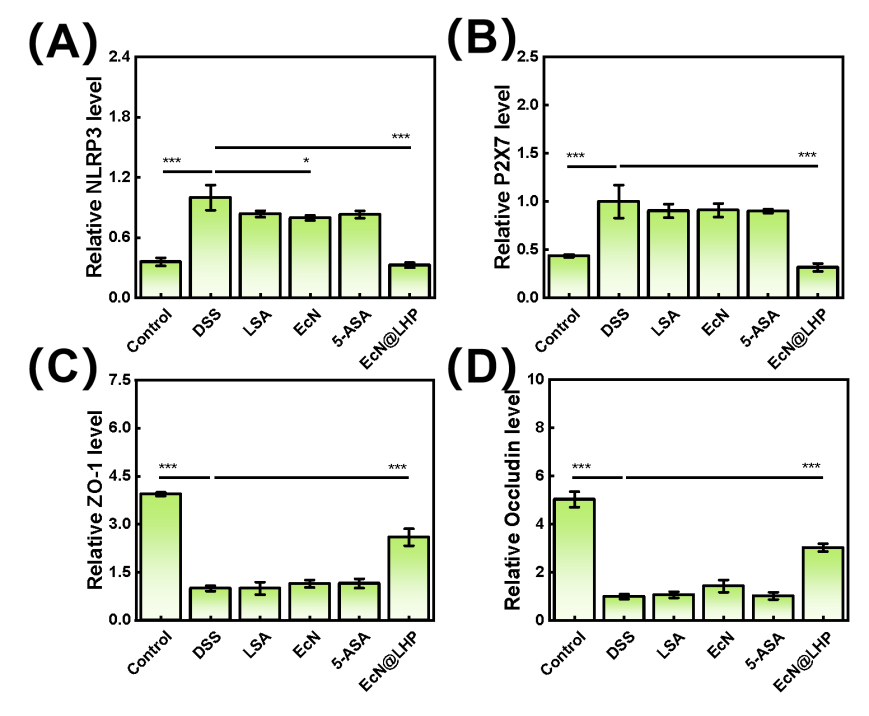 (A)
Relative NLRP3 level
2.4
1.8
1.2
0.6
0.0
***
*
***
Control
DSS
LSA
EcN
5-ASA
EcN@LHP
(B)
Relative P2X7 level
2.5
2.0
1.5
1.0
0.5
0.0
***
***
Control
DSS
LSA
EcN
5-ASA
EcN@LHP
(C)
Relative ZO-1 level
7.5
6.0
4.5
3.0
1.5
0.0
***
***
Control
DSS
LSA
EcN
5-ASA
EcN@LHP
(D)
Relative Occludin level
10
8
6
4
2
0
***
***
Control
DSS
LSA
EcN
5-ASA
EcN@LHP